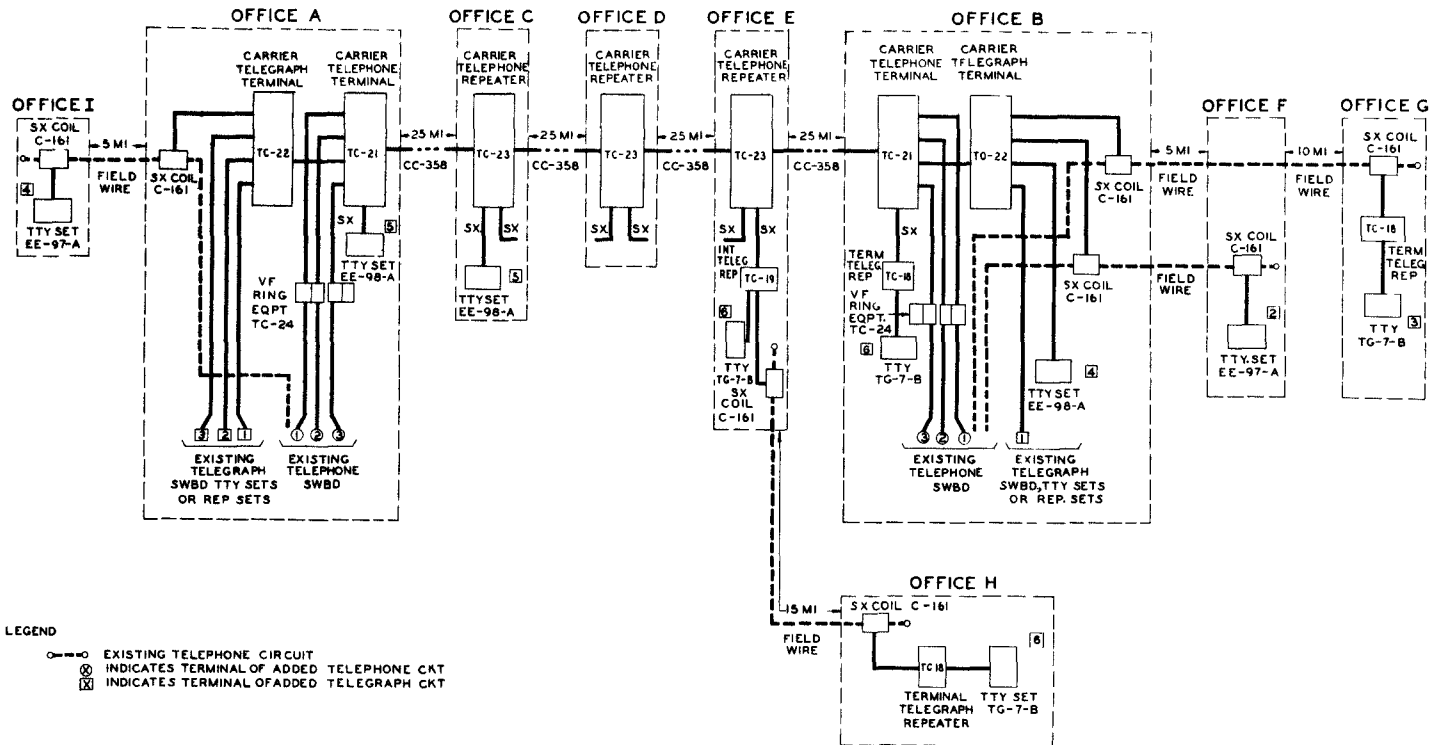 OFFICE A
OFFICE C
OFFICE D
OFFICE E
OFFICE B
CARRIER
TELEGRAPH
TERMINAL
CARRIER
TELEPHONE
TERMINAL
CARRIER
TELEPHONE
REPEATER
CARRIER
TELEPHONE
REPEATER
CARRIER
TELEPHONE
REPEATER
CARRIER
TELEPHONE
TERMINAL
CARRIER
TELEGRAPH
TERMINAL
OFFICE I
SX COIL
C-161
5 MI
FIELD
WIRE
4
TTY SET
EE-97-A
SX COIL
C-161
TC-22
TC-21
25 MI
CC-358
TC-23
25 MI
CC-358
TC-23
25 MI
CC-358
TC-23
25 MI
CC-358
TC-21
TC-22
SX
5
TTY SET
EE-98-A
VF
RING
EQPT
TC-24
3
2
1
EXISTING
TELEGRAPH
SWBD TTY SETS
OR REP SETS
1
2
3
EXISTING
TELEPHONE
SWBD
SX
SX
5
TTY SET
EE-98-A
SX
SX
SX
SX
INT
TELEG
REP
TC-19
6
TTY
TG-7-B
SX
COIL
C-161
SX
TERM
TELEG
REP
TC-18
VF
RING
EQPT.
TC-24
6
TTY
TG-7-B
3
2
1
EXISTING
TELEPHONE
SWBD
SX COIL
C-161
SX COIL
C-161
4
TTY SET
EE-98-A
1
EXISTING
TELEGRAPH
SWBD, TTY SETS
OR REP. SETS
5 MI
FIELD
WIRE
FIELD
WIRE
OFFICE F
SX COIL
C-161
2
TTY. SET
EE-97-A
10 MI
FIELD
WIRE
OFFICE G
SX COIL
C-161
TC-18
TERM
TELEG
REP
3
TTY
TG-7-B
OFFICE H
15 MI
FIELD
WIRE
SX COIL C-161
TC 18
6
TERMINAL
TELEGRAPH
REPEATER
TTY SET
TG-7-B
LEGEND
EXISTING TELEPHONE CIRCUIT
X INDICATES TERMINAL OF ADDED TELEPHONE CKT
X INDICATES TERMINAL OF ADDED TELEGRAPH CKT